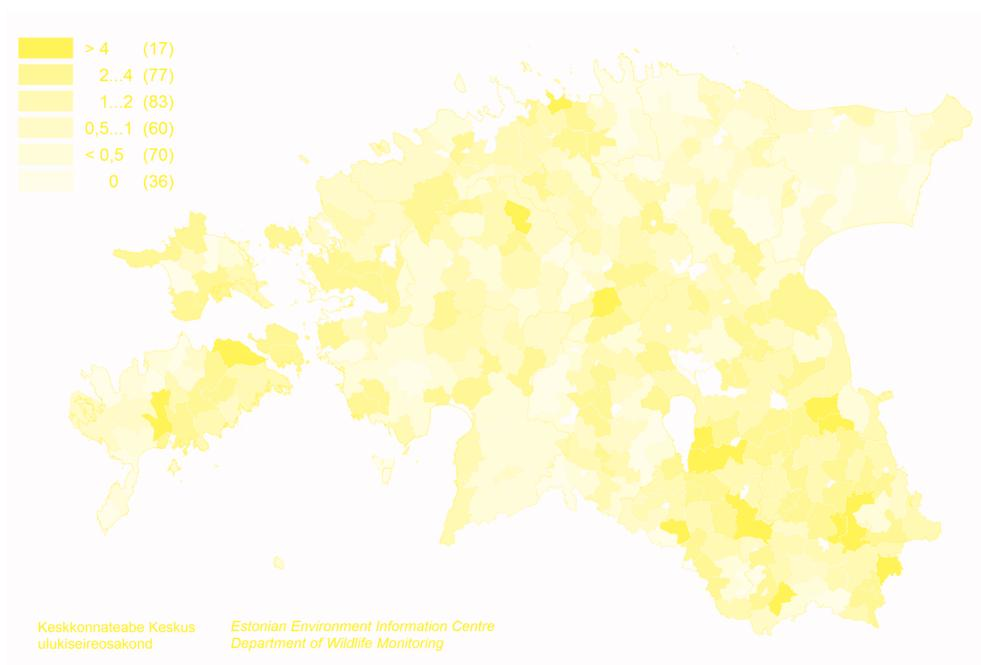 > 4 (17)
2...4 (77)
1...2 (83)
0,5...1 (60)
< 0,5 (70)
0 (36)
Keskkonnateabe Keskus
ulukiseireosakond
Estonian Environment Information Centre
Department of Wildlife Monitoring